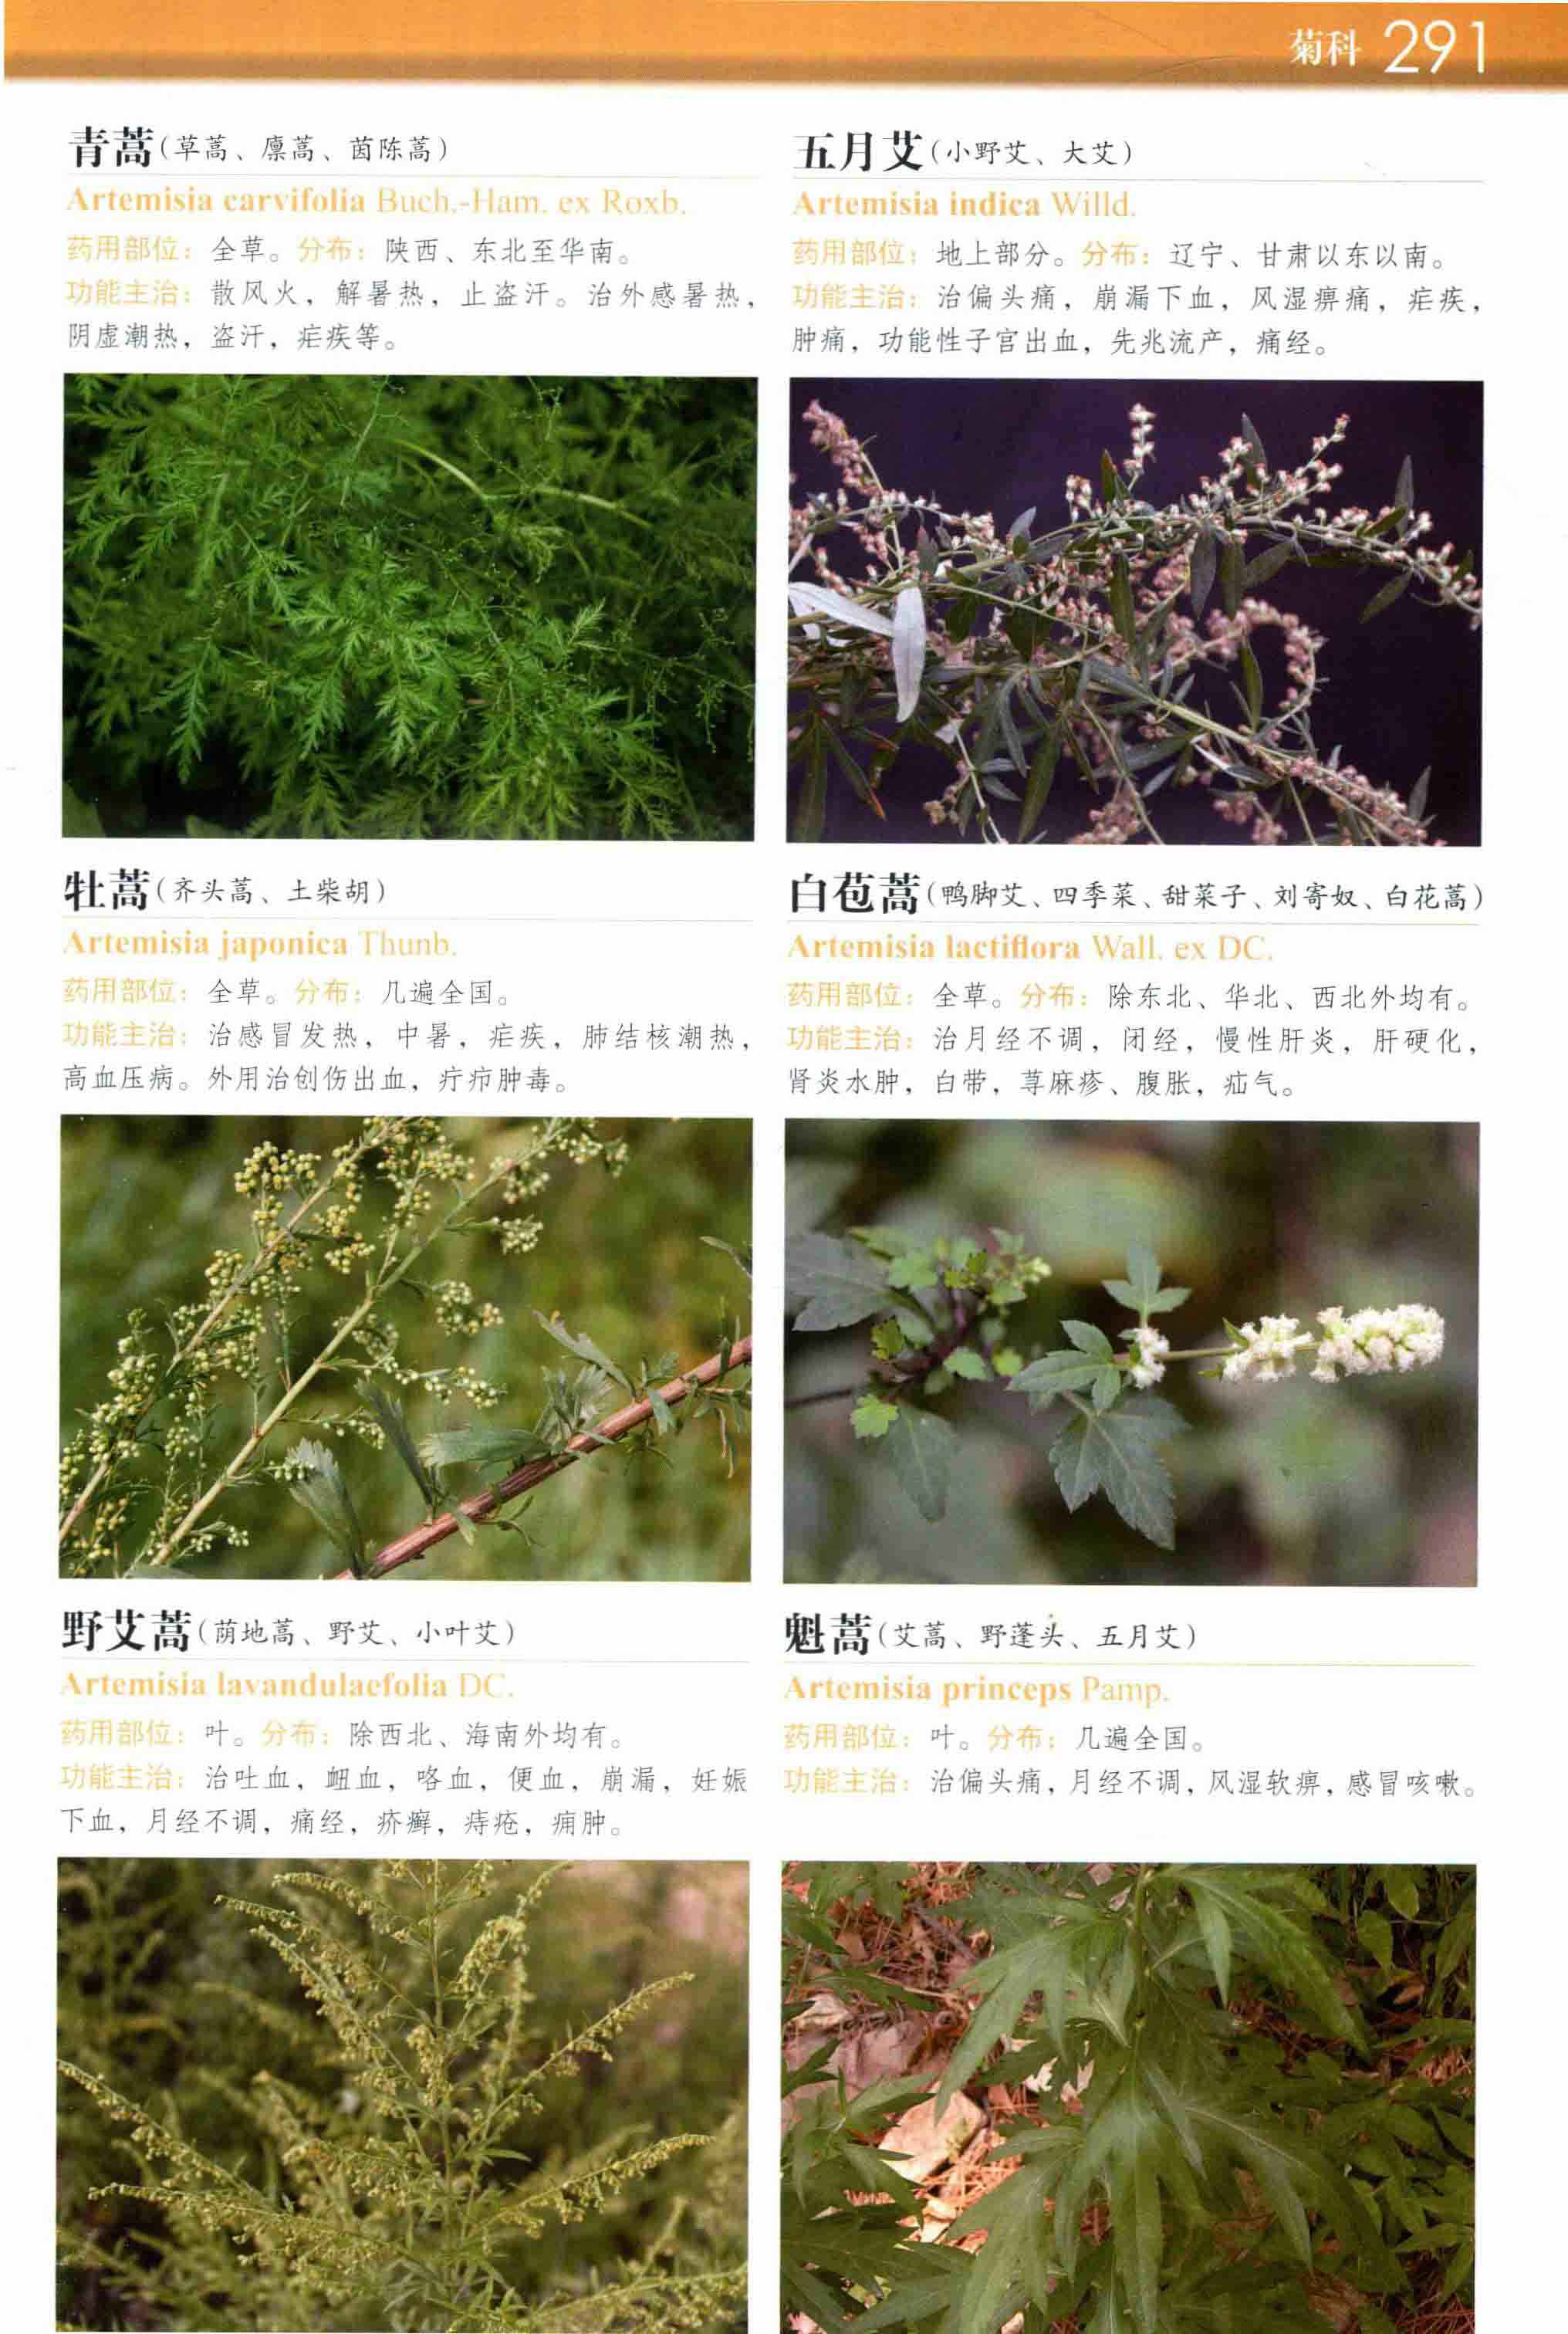 菊科 291
青蒿(草蒿、廪蒿、茵陈蒿)
Artemisia carvifolia Buch.-Ham. ex Roxb.
药用部位：全草。分布：陕西、东北至华南。
功能主治：散风火，解暑热，止盗汗。治外感暑热，
阴虚潮热，盗汗，疟疾等。
五月艾(小野艾、大艾)
Artemisia indica Willd.
药用部位：地上部分。分布：辽宁、甘肃以东以南。
功能主治：治偏头痛，崩漏下血，风湿痹痛，疟疾，
肿痛，功能性子宫出血，先兆流产，痛经。
牡蒿(齐头蒿、土柴胡)
Artemisia japonica Thunb.
药用部位：全草。分布：几遍全国。
功能主治：治感冒发热，中暑，疟疾，肺结核潮热，
高血压病。外用治创伤出血，疔疖肿毒。
白苞蒿(鸭脚艾、四季菜、甜菜子、刘寄奴、白花蒿)
Artemisia lactiflora Wall. ex DC.
药用部位：全草。分布：除东北、华北、西北外均有。
功能主治：治月经不调，闭经，慢性肝炎，肝硬化，
肾炎水肿，白带，荨麻疹、腹胀，疝气。
野艾蒿(荫地蒿、野艾、小叶艾)
Artemisia lavandulaefolia DC.
药用部位：叶。分布：除西北、海南外均有。
功能主治：治吐血，衄血，咯血，便血，崩漏，妊娠
下血，月经不调，痛经，疥癣，痔疮，痈肿。
魁蒿(艾蒿、野蓬头、五月艾)
Artemisia princeps Pamp.
药用部位：叶。分布：几遍全国。
功能主治：治偏头痛，月经不调，风湿软痹，感冒咳嗽。